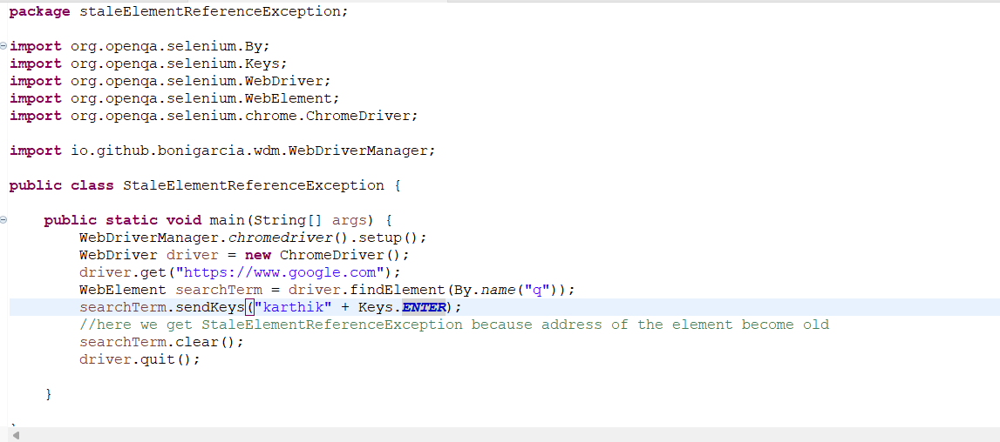 package staleElementReferenceException;
import org.openqa.selenium.By;
import org.openqa.selenium.Keys;
import org.openqa.selenium.WebDriver;
import org.openqa.selenium.WebElement;
import org.openqa.selenium.chrome.ChromeDriver;
import io.github.bonigarcia.wdm.WebDriverManager;
public class StaleElementReferenceException {
    public static void main(String[] args) {
        WebDriverManager.chromedriver().setup();
        WebDriver driver = new ChromeDriver();
        driver.get("https://www.google.com");
        WebElement searchTerm = driver.findElement(By.name("q"));
        searchTerm.sendKeys("karthik" + Keys.ENTER);
        //here we get StaleElementReferenceException because address of the element become old
        searchTerm.clear();
        driver.quit();
    }